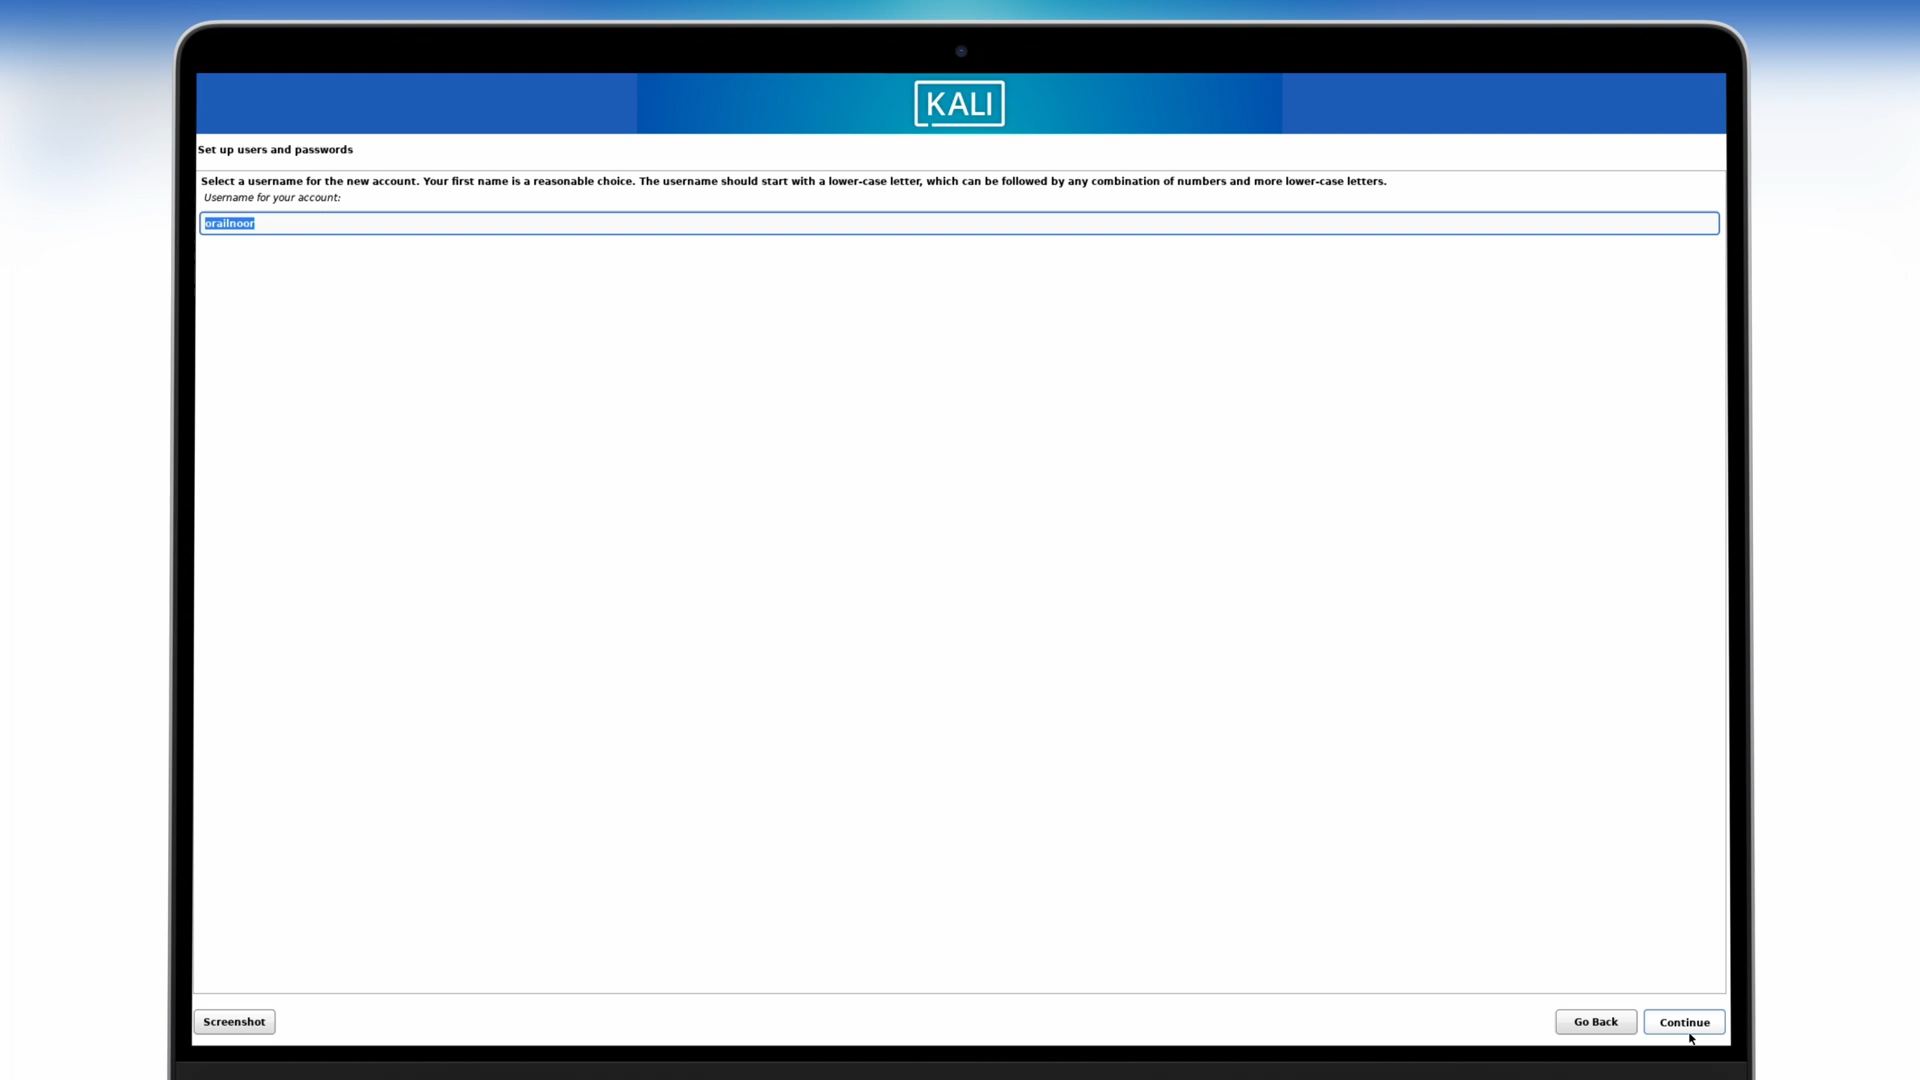 KALI
Set up users and passwords
Select a username for the new account. Your first name is a reasonable choice. The username should start with a lower-case letter, which can be followed by any combination of numbers and more lower-case letters.
Username for your account:
orailnoor
Screenshot
Go Back
Continue